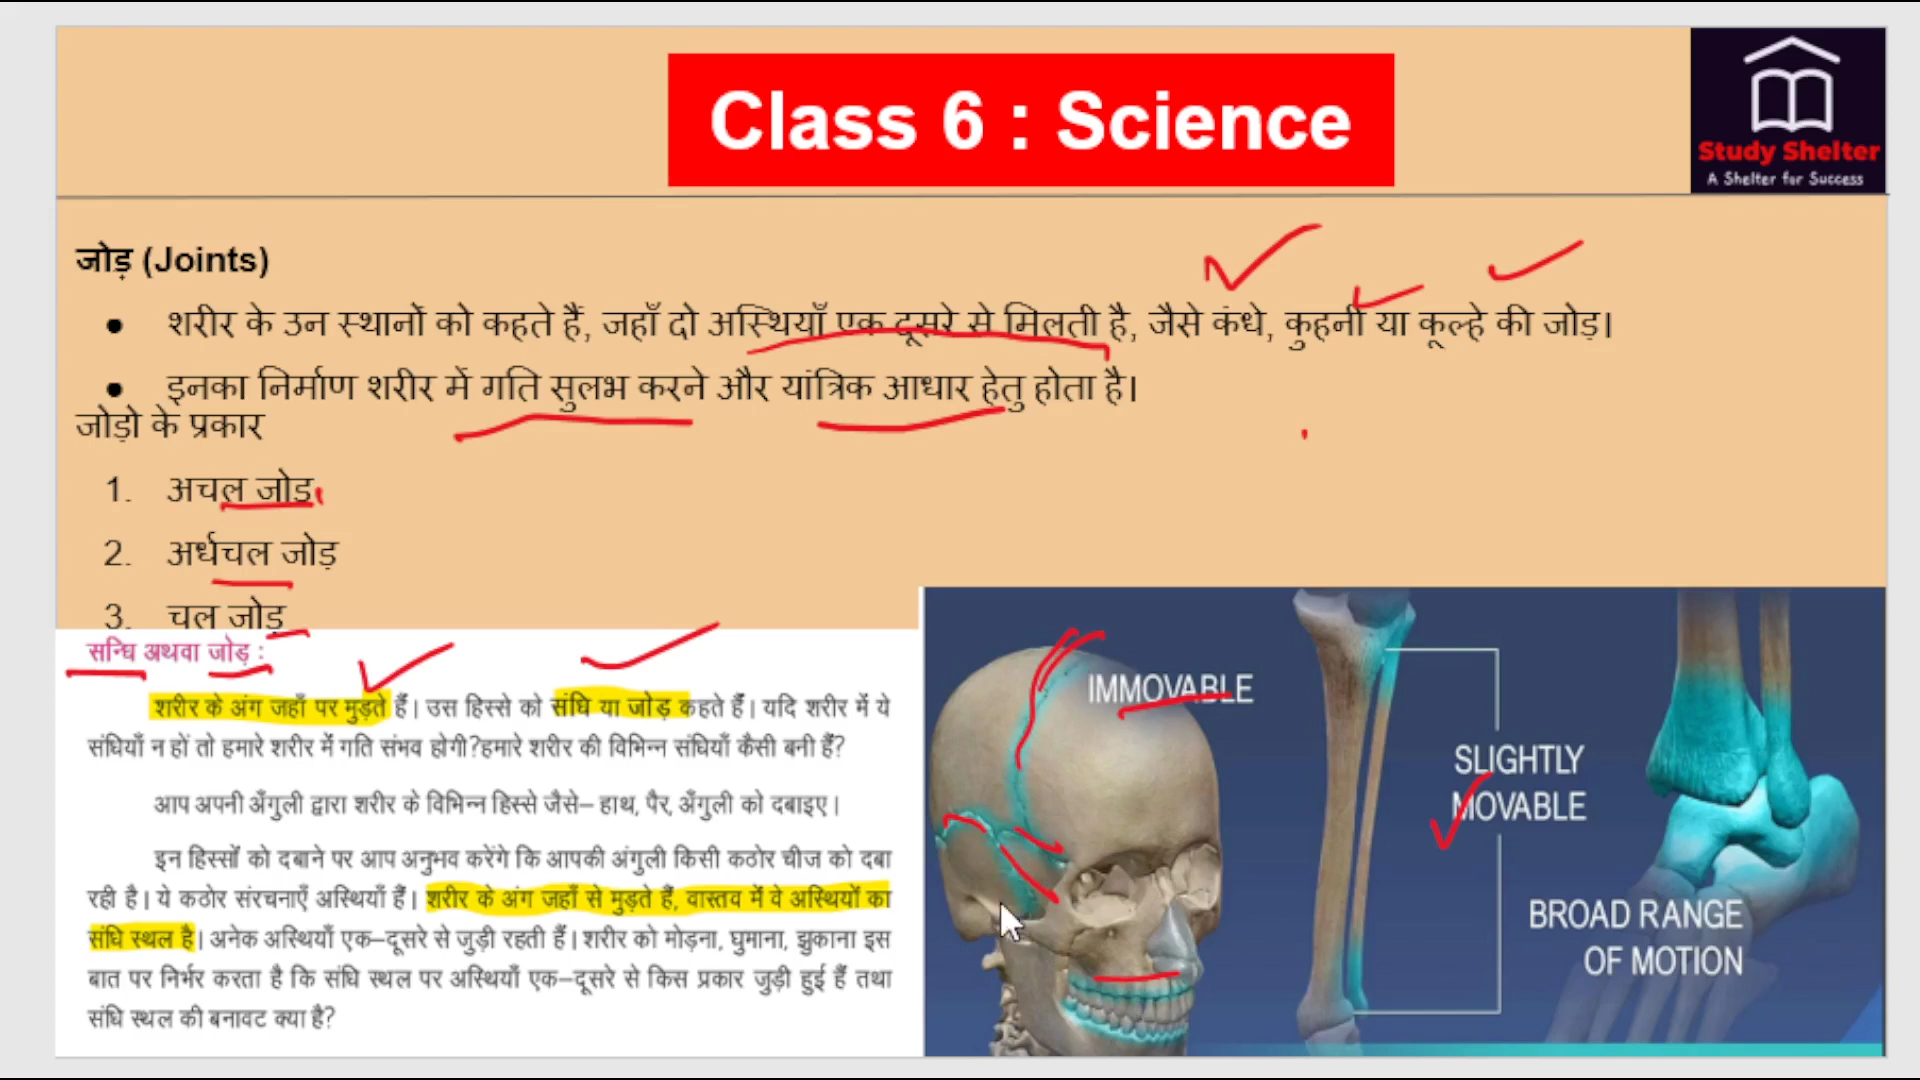 Class 6 : Science
Study Shelter
A Shelter for Success
जोड़ (Joints)
● शरीर के उन स्थानों को कहते हैं, जहाँ दो अस्थियाँ एक दूसरे से मिलती है, जैसे कंधे, कुहनी या कूल्हे की जोड़।
● इनका निर्माण शरीर में गति सुलभ करने और यांत्रिक आधार हेतु होता है।
जोड़ो के प्रकार
1. अचल जोड़
2. अर्धचल जोड़
3. चल जोड़
सन्धि अथवा जोड़ :
शरीर के अंग जहाँ पर मुड़ते हैं। उस हिस्से को संधि या जोड़ कहते हैं। यदि शरीर में ये
संधियाँ न हों तो हमारे शरीर में गति संभव होगी?हमारे शरीर की विभिन्न संधियाँ कैसी बनी हैं?
आप अपनी अँगुली द्वारा शरीर के विभिन्न हिस्से जैसे– हाथ, पैर, अँगुली को दबाइए।
इन हिस्सों को दबाने पर आप अनुभव करेंगे कि आपकी अंगुली किसी कठोर चीज को दबा
रही है। ये कठोर संरचनाएँ अस्थियाँ हैं। शरीर के अंग जहाँ से मुड़ते हैं, वास्तव में वे अस्थियों का
संधि स्थल है। अनेक अस्थियाँ एक–दूसरे से जुड़ी रहती हैं। शरीर को मोड़ना, घुमाना, झुकाना इस
बात पर निर्भर करता है कि संधि स्थल पर अस्थियाँ एक–दूसरे से किस प्रकार जुड़ी हुई हैं तथा
संधि स्थल की बनावट क्या है?
IMMOVABLE
SLIGHTLY
MOVABLE
BROAD RANGE
OF MOTION